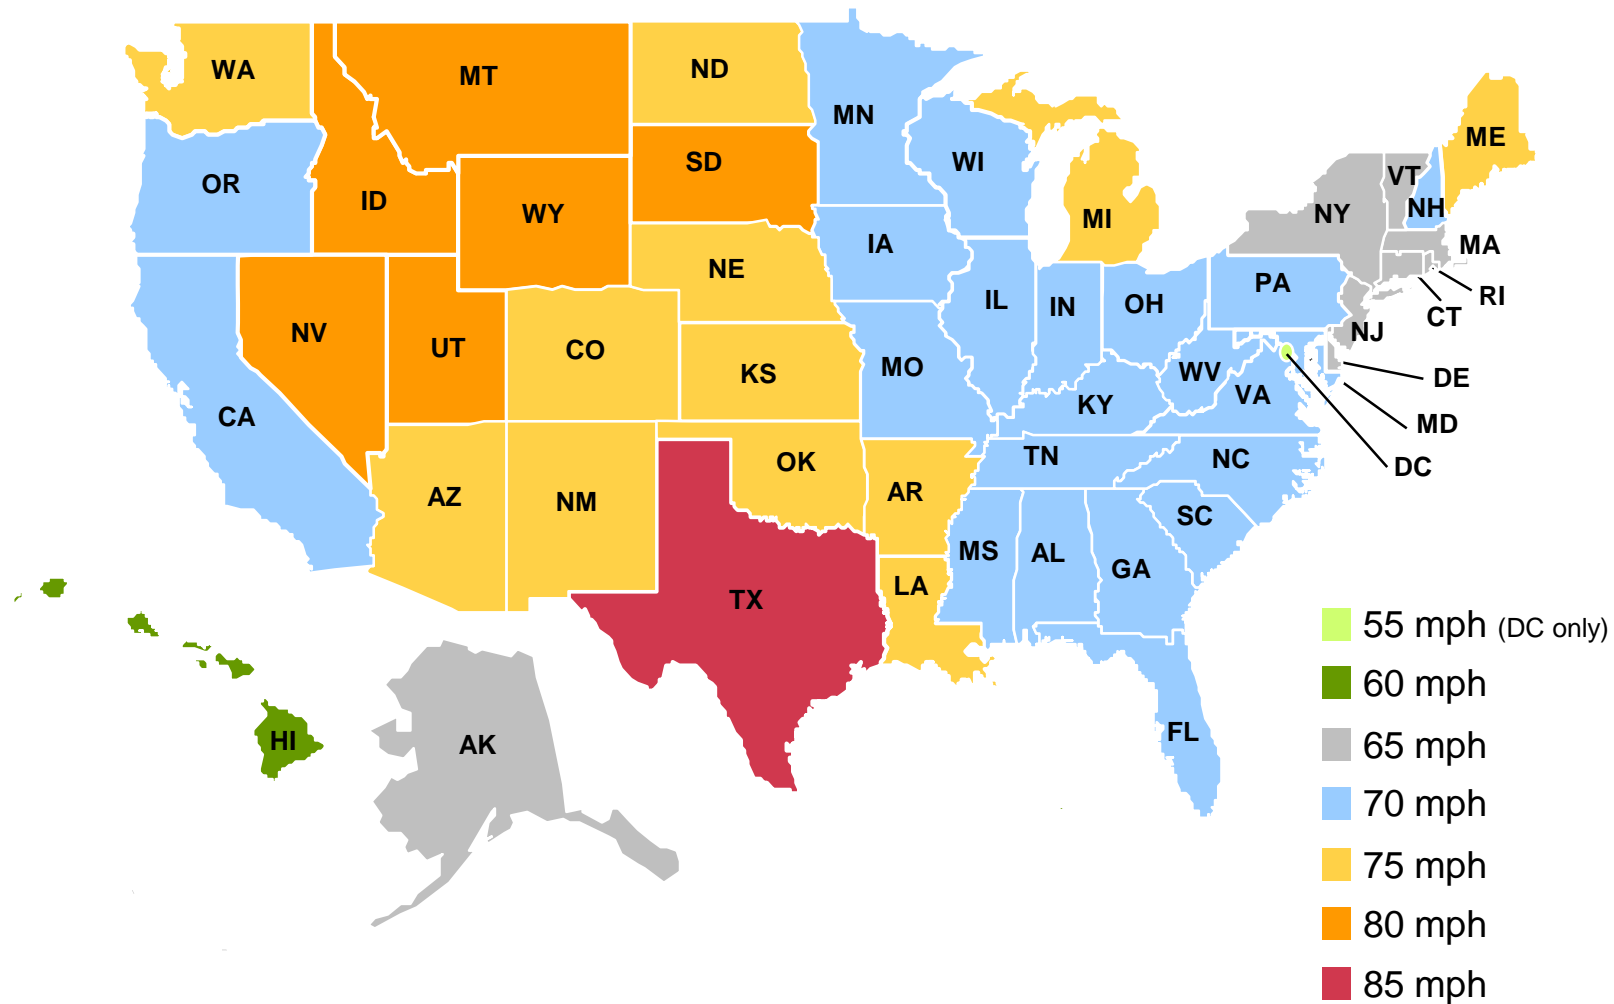 WA
MT
ND
MN
ME
SD
WI
VT
OR
ID
WY
NH
NY
MI
IA
MA
NE
PA
RI
IL
IN
OH
CT
NV
UT
CO
NJ
MO
KS
WV
DE
VA
CA
KY
MD
TN
NC
DC
OK
AZ
NM
AR
SC
MS
AL
GA
LA
TX
FL
HI
AK
55 mph (DC only)
60 mph
65 mph
70 mph
75 mph
80 mph
85 mph